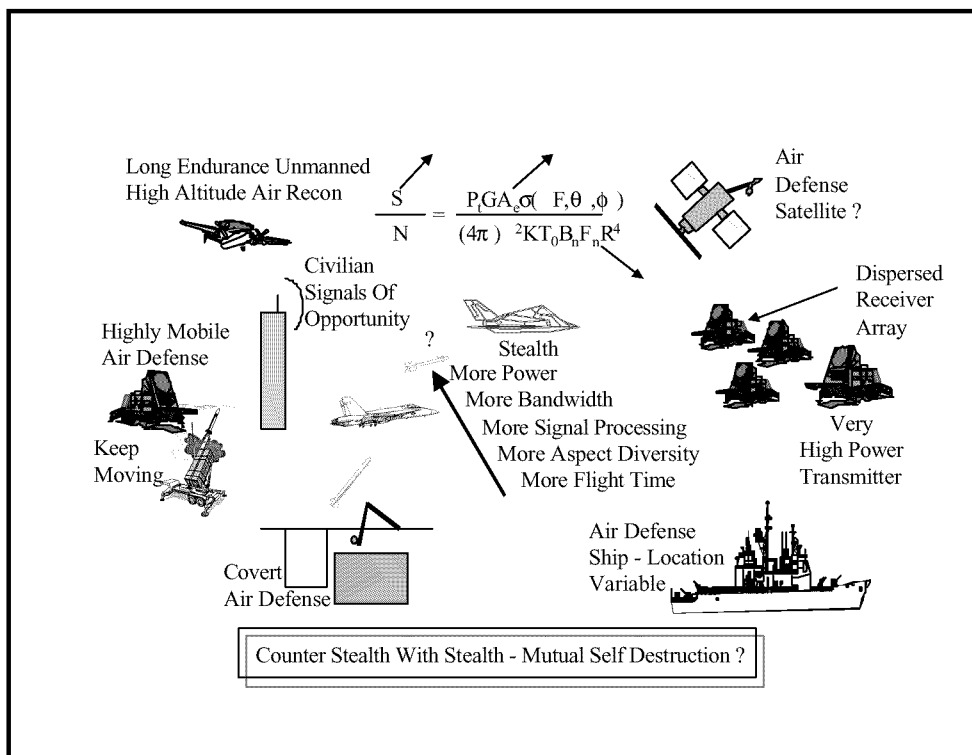 Long Endurance Unmanned
High Altitude Air Recon
S
N
=
PₜGAₑσ( F,θ ,ϕ )
(4π) ²KT₀BₙFₙR⁴
Air
Defense
Satellite ?
Civilian
Signals Of
Opportunity
Dispersed
Receiver
Array
Highly Mobile
Air Defense
?
Stealth
More Power
More Bandwidth
More Signal Processing
More Aspect Diversity
More Flight Time
Keep
Moving
Very
High Power
Transmitter
Air Defense
Ship - Location
Variable
Covert
Air Defense
Counter Stealth With Stealth - Mutual Self Destruction ?